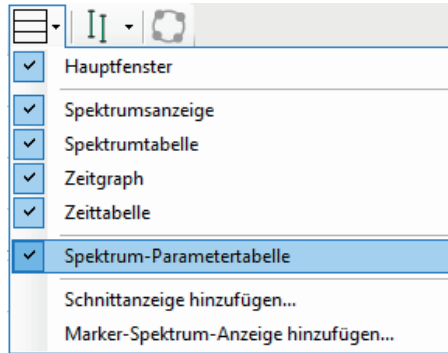 Hauptfenster
Spektrumsanzeige
Spektrumtabelle
Zeitgraph
Zeittabelle
Spektrum-Parametertabelle
Schnittanzeige hinzufügen...
Marker-Spektrum-Anzeige hinzufügen...